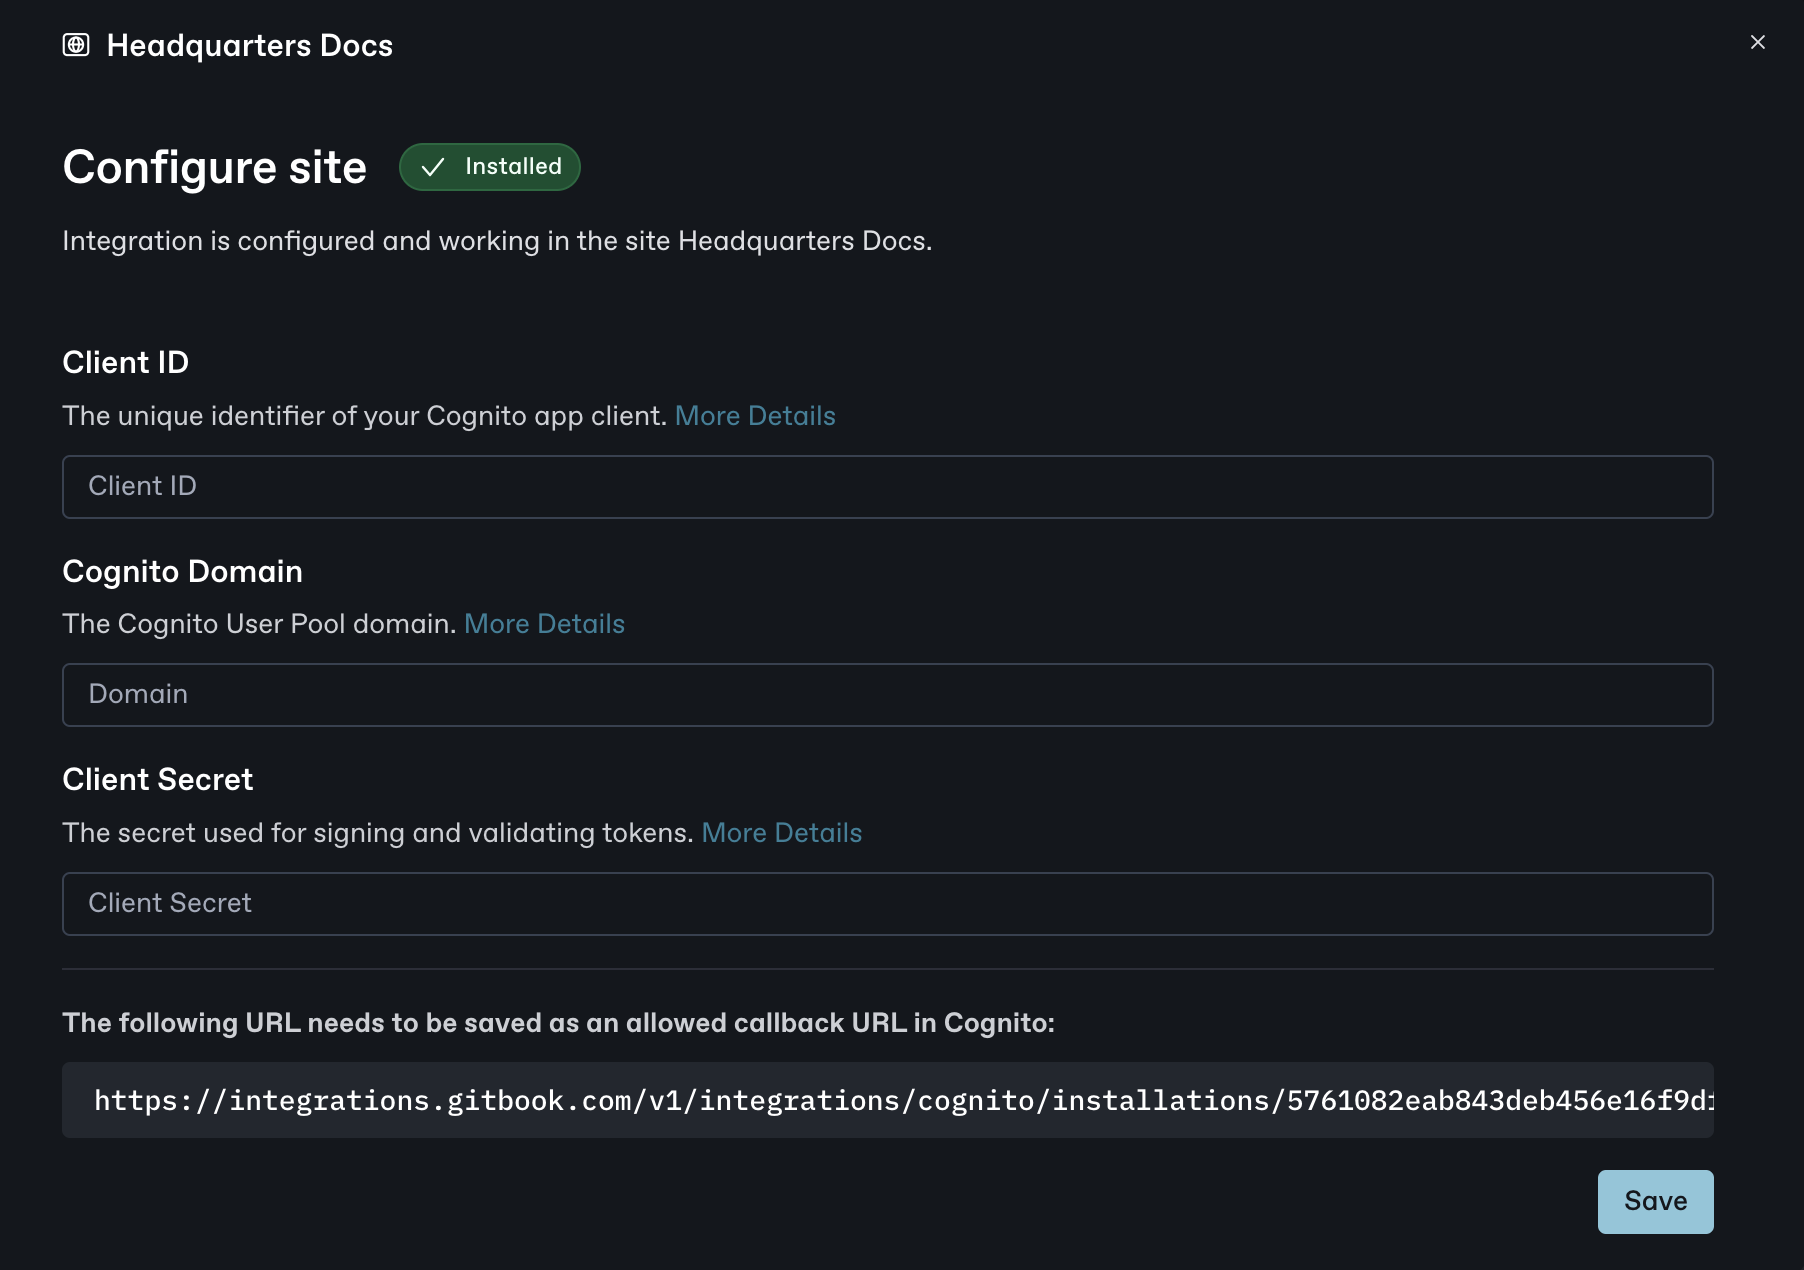 Headquarters Docs
Configure site
Installed
Integration is configured and working in the site Headquarters Docs.
Client ID
The unique identifier of your Cognito app client. More Details
Client ID
Cognito Domain
The Cognito User Pool domain. More Details
Domain
Client Secret
The secret used for signing and validating tokens. More Details
Client Secret
The following URL needs to be saved as an allowed callback URL in Cognito:
https://integrations.gitbook.com/v1/integrations/cognito/installations/5761082eab843deb456e16f9df
Save